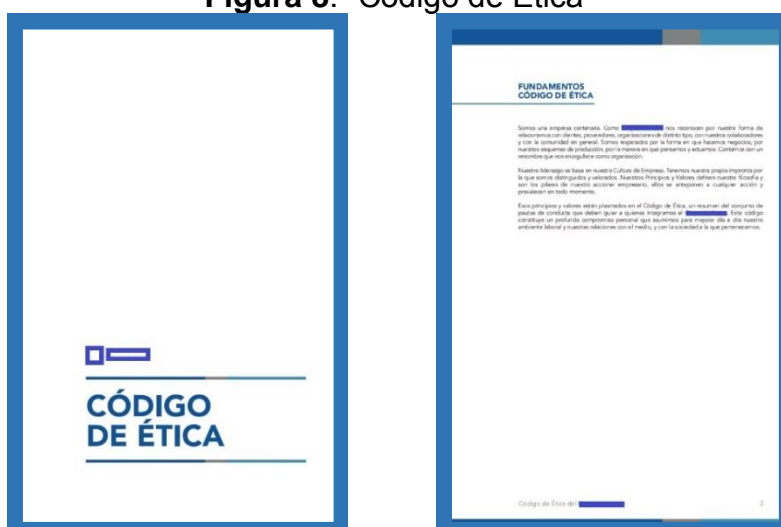 Figura 8. Código de Ética
CÓDIGO
DE ÉTICA
FUNDAMENTOS
CÓDIGO DE ÉTICA
Somos una empresa centenaria. Como nos reconocen por nuestra forma de
relacionarnos con clientes, proveedores, organizaciones de distinto tipo, con nuestros colaboradores
y con la comunidad en general. Somos respetados por la forma en que hacemos negocios, por
nuestros esquemas de producción, por la manera en que pensamos y actuamos. Contamos con un
renombre que nos enorgullece como organización.
Nuestro liderazgo se basa en nuestra Cultura de Empresa. Tenemos nuestra propia impronta por
la que somos distinguidos y valorados. Nuestros Principios y Valores definen nuestra filosofía y
son los pilares de nuestro accionar empresario, ellos se anteponen a cualquier acción y
prevalecen en todo momento.
Esos principios y valores están plasmados en el Código de Ética, un resumen del conjunto de
pautas de conducta que deben guiar a quienes integramos el . Este código
constituye un profundo compromiso personal que asumimos para mejorar día a día nuestro
ambiente laboral y nuestras relaciones con el medio, y con la sociedad a la que pertenecemos.
Código de Ética del
2